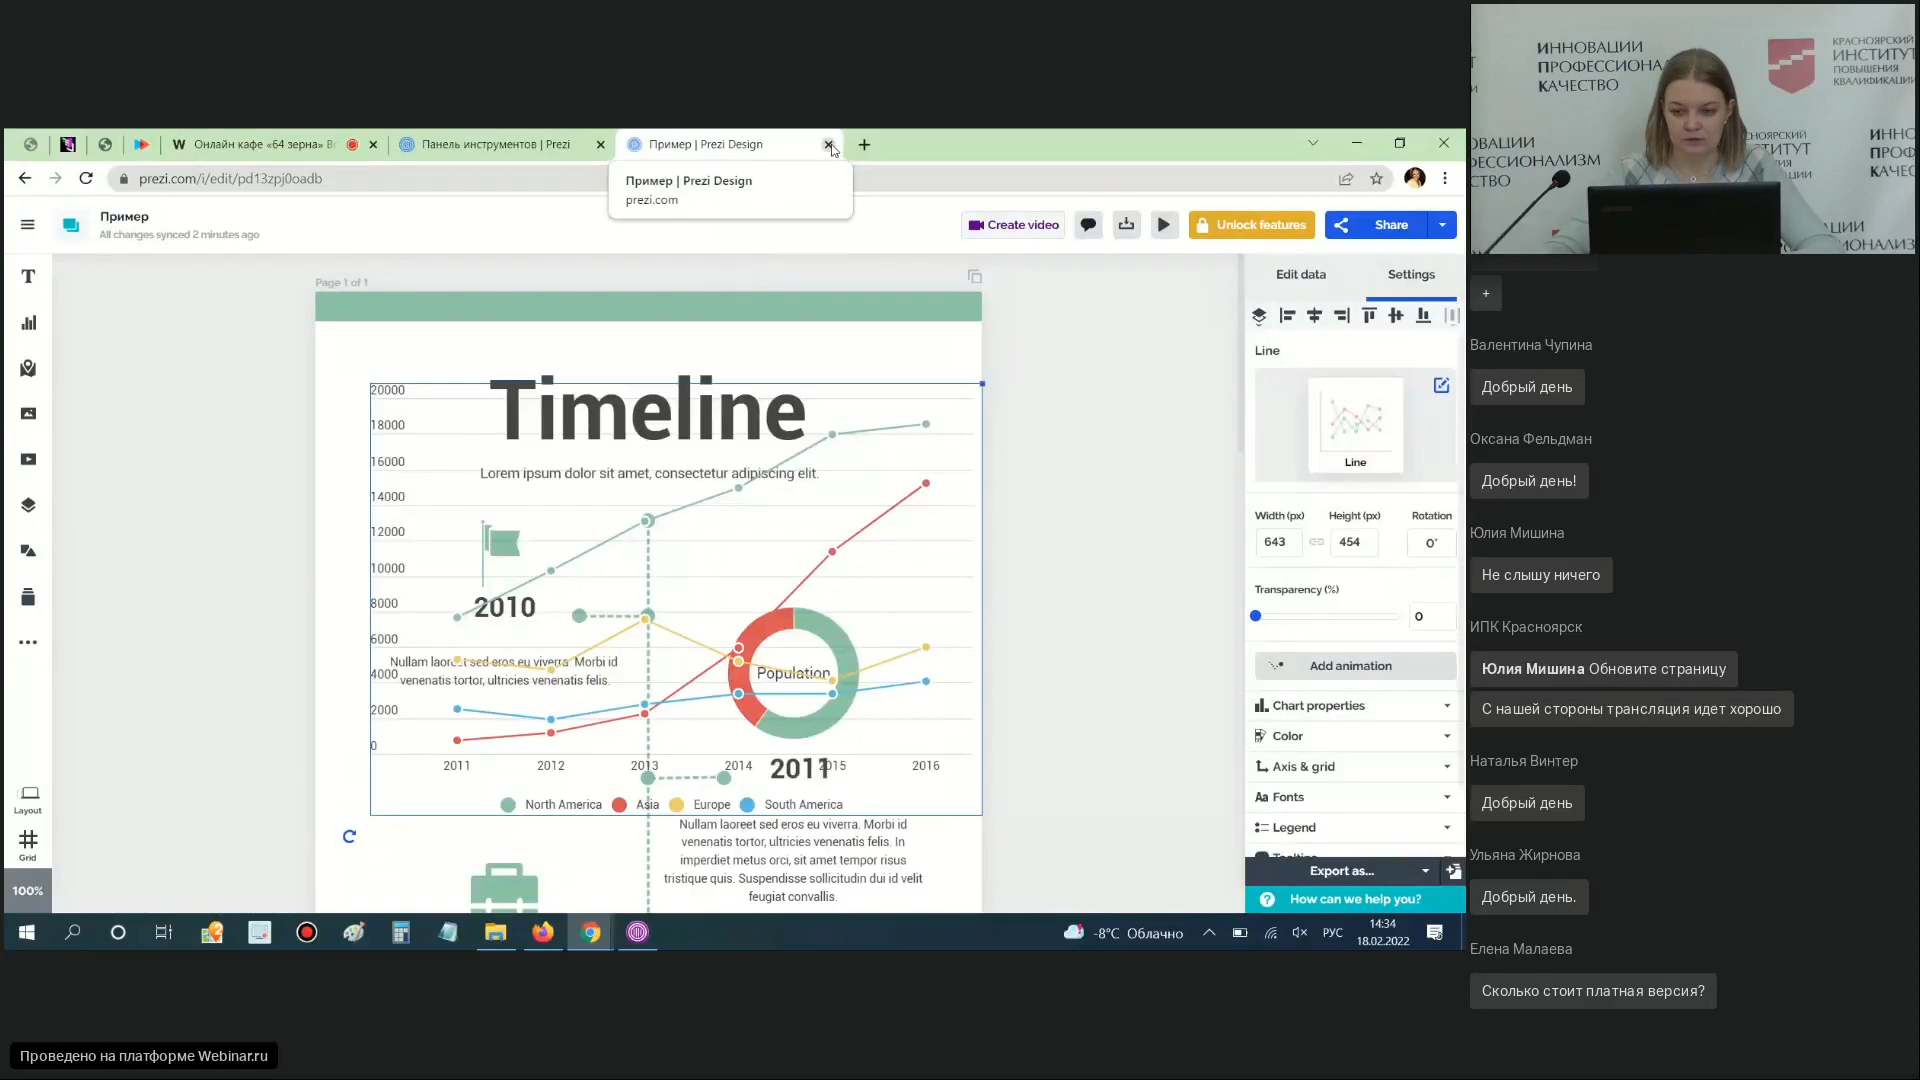 Онлайн кафе «64 зерна»
Панель инструментов | Prezi
Пример | Prezi Design
prezi.com/i/edit/pd13zpj0oadb
Пример | Prezi Design
prezi.com
Пример
All changes synced 2 minutes ago
Create video
Unlock features
Share
Page 1 of 1
Timeline
Lorem ipsum dolor sit amet, consectetur adipiscing elit.
20000
18000
16000
14000
12000
10000
8000
6000
4000
2000
0
2010
Nullam laoreet sed eros eu viverra. Morbi id
venenatis tortor, ultricies venenatis felis.
Population
2011
2012
2013
2014
2011
2015
2016
North America
Asia
Europe
South America
Nullam laoreet sed eros eu viverra. Morbi id
venenatis tortor, ultricies venenatis felis. In
imperdiet metus orci, sit amet tempor risus
tristique quis. Suspendisse sollicitudin dui id velit
feugiat convallis.
Layout
Grid
100%
Edit data
Settings
Line
Line
Width (px)
Height (px)
Rotation
643
454
0°
Transparency (%)
0
Add animation
Chart properties
Color
Axis & grid
Aa Fonts
Legend
Export as...
How can we help you?
-8°C Облачно
РУС
14:34
18.02.2022
ИННОВАЦИИ
ПРОФЕССИОНА
КАЧЕСТВО
КРАСНОЯРСКИЙ
ИНСТИТУТ
ПОВЫШЕНИЯ
КВАЛИФИКАЦИИ
+
Валентина Чупина
Добрый день
Оксана Фельдман
Добрый день!
Юлия Мишина
Не слышу ничего
ИПК Красноярск
Юлия Мишина Обновите страницу
С нашей стороны трансляция идет хорошо
Наталья Винтер
Добрый день
Ульяна Жирнова
Добрый день.
Елена Малаева
Сколько стоит платная версия?
Проведено на платформе Webinar.ru